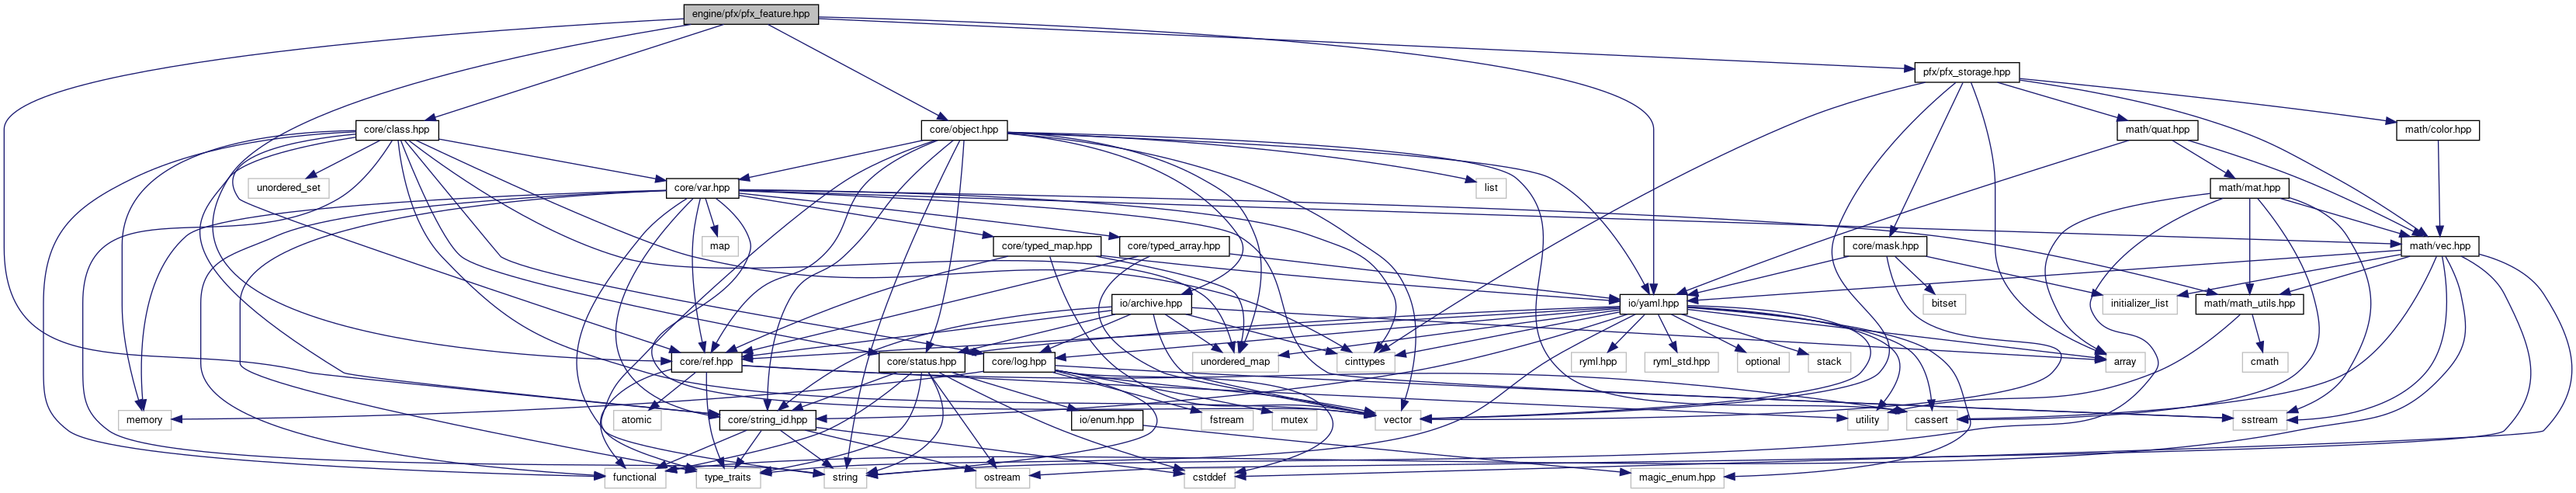 engine/pfx/pfx_feature.hpp
pfx/pfx_storage.hpp
core/class.hpp
core/object.hpp
math/quat.hpp
math/color.hpp
unordered_set
core/var.hpp
list
math/mat.hpp
map
core/typed_map.hpp
core/typed_array.hpp
core/mask.hpp
math/vec.hpp
io/archive.hpp
io/yaml.hpp
bitset
initializer_list
math/math_utils.hpp
core/ref.hpp
core/status.hpp
core/log.hpp
unordered_map
cinttypes
ryml.hpp
ryml_std.hpp
optional
stack
array
cmath
memory
atomic
core/string_id.hpp
io/enum.hpp
fstream
mutex
vector
utility
cassert
sstream
functional
type_traits
string
ostream
cstddef
magic_enum.hpp